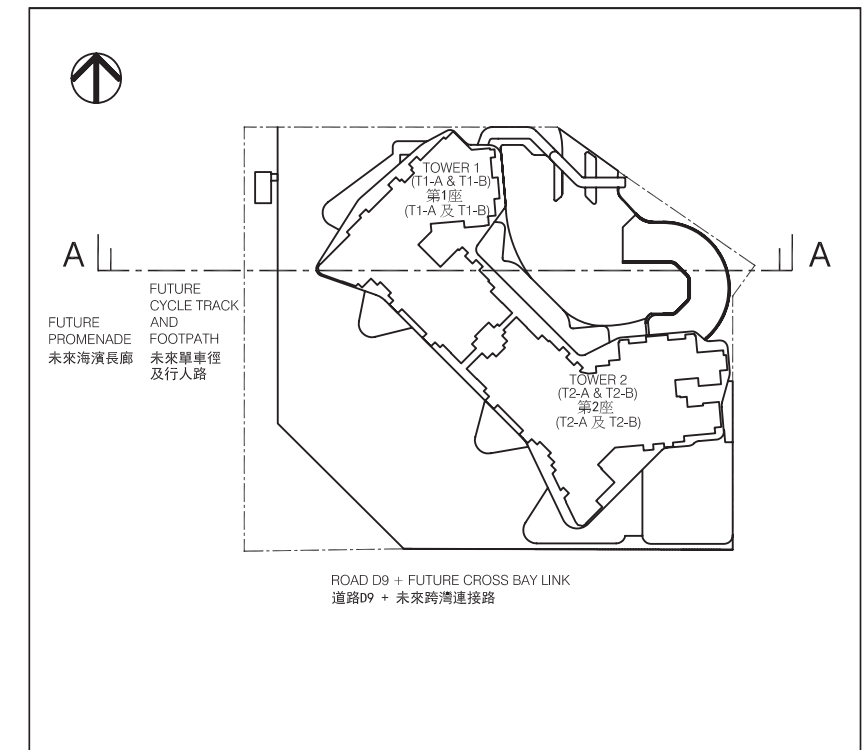 TOWER 1
(T1-A & T1-B)
第1座
(T1-A 及 T1-B)
A
A
FUTURE
CYCLE TRACK
AND
FOOTPATH
未來單車徑
及行人路
FUTURE
PROMENADE
未來海濱長廊
TOWER 2
(T2-A & T2-B)
第2座
(T2-A 及 T2-B)
ROAD D9 + FUTURE CROSS BAY LINK
道路D9 + 未來跨灣連接路